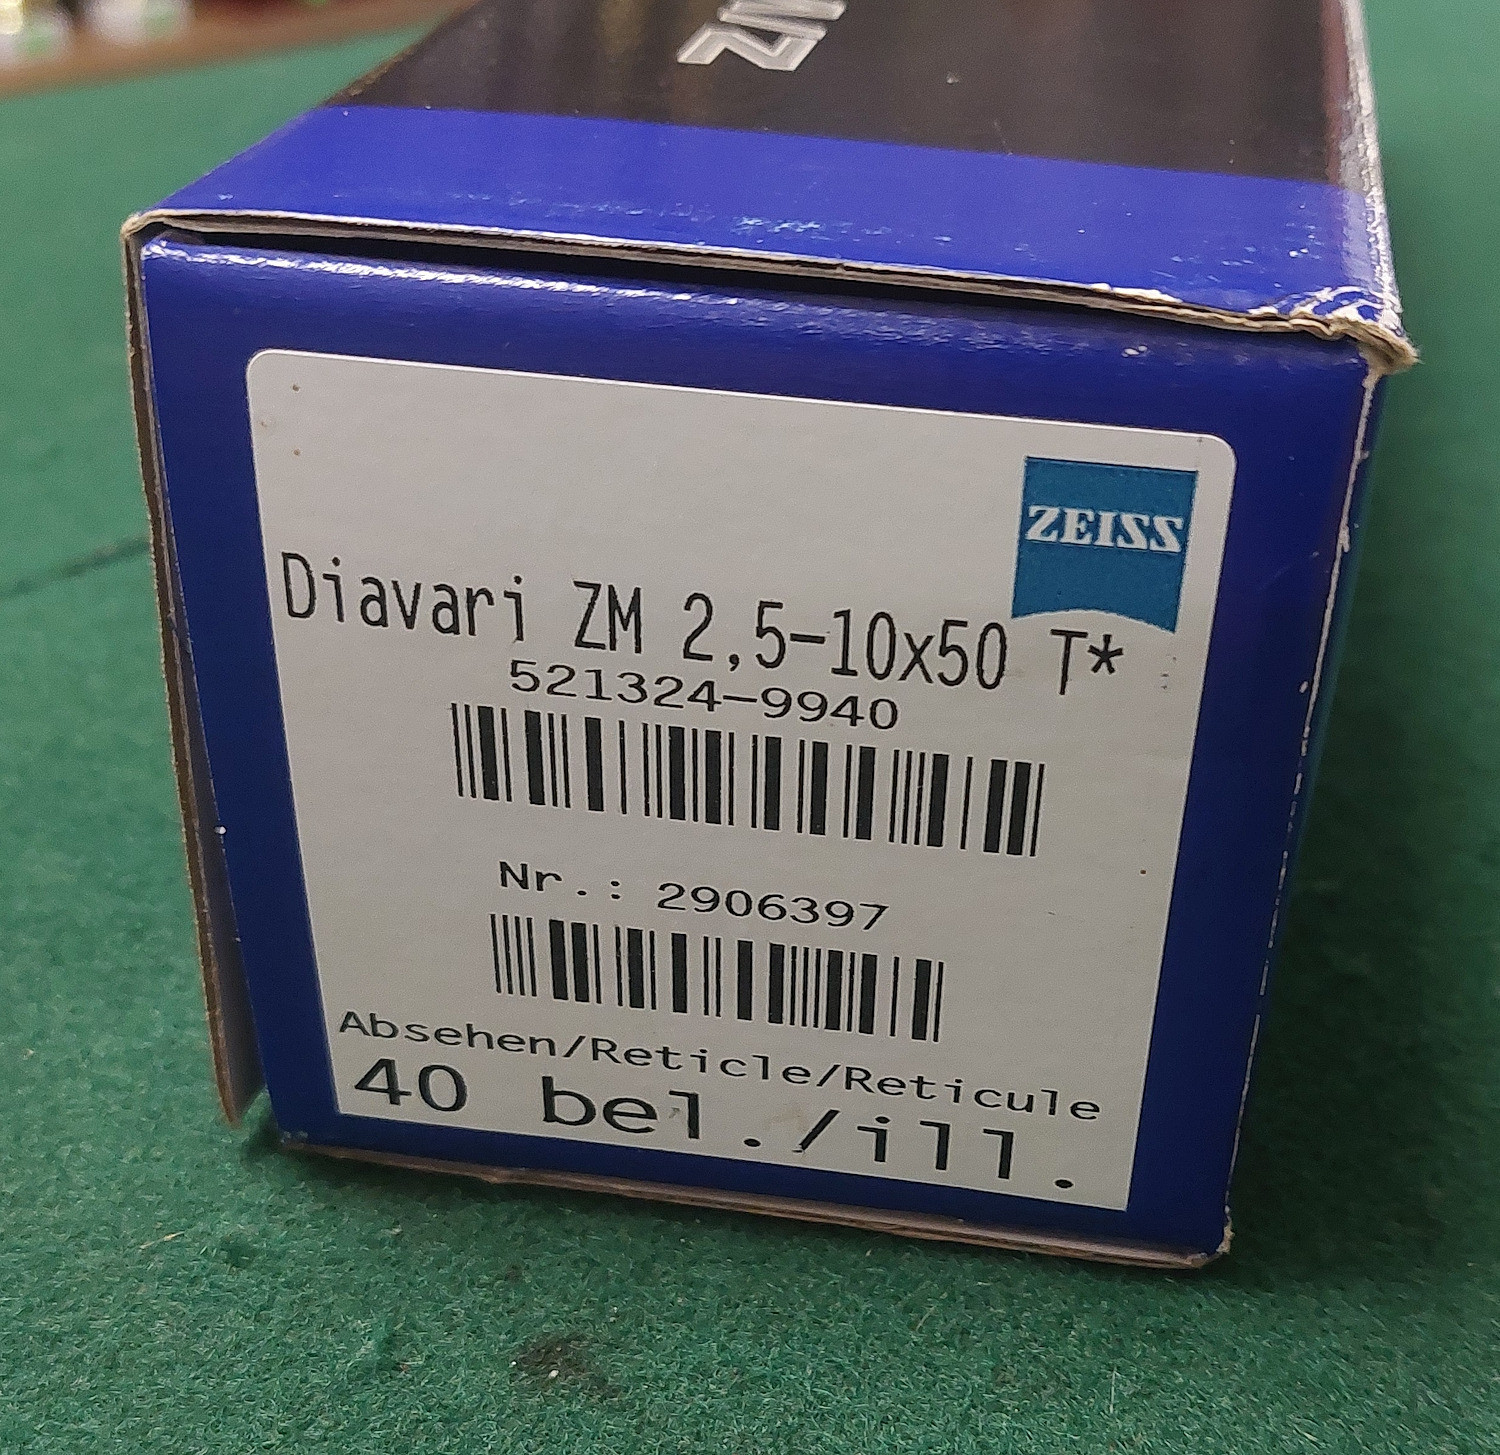 ZEISS
Diavari ZM 2,5-10x50 T*
521324-9940
Nr.: 2906397
Absehen/Reticle/Reticule
40 bel./ill.